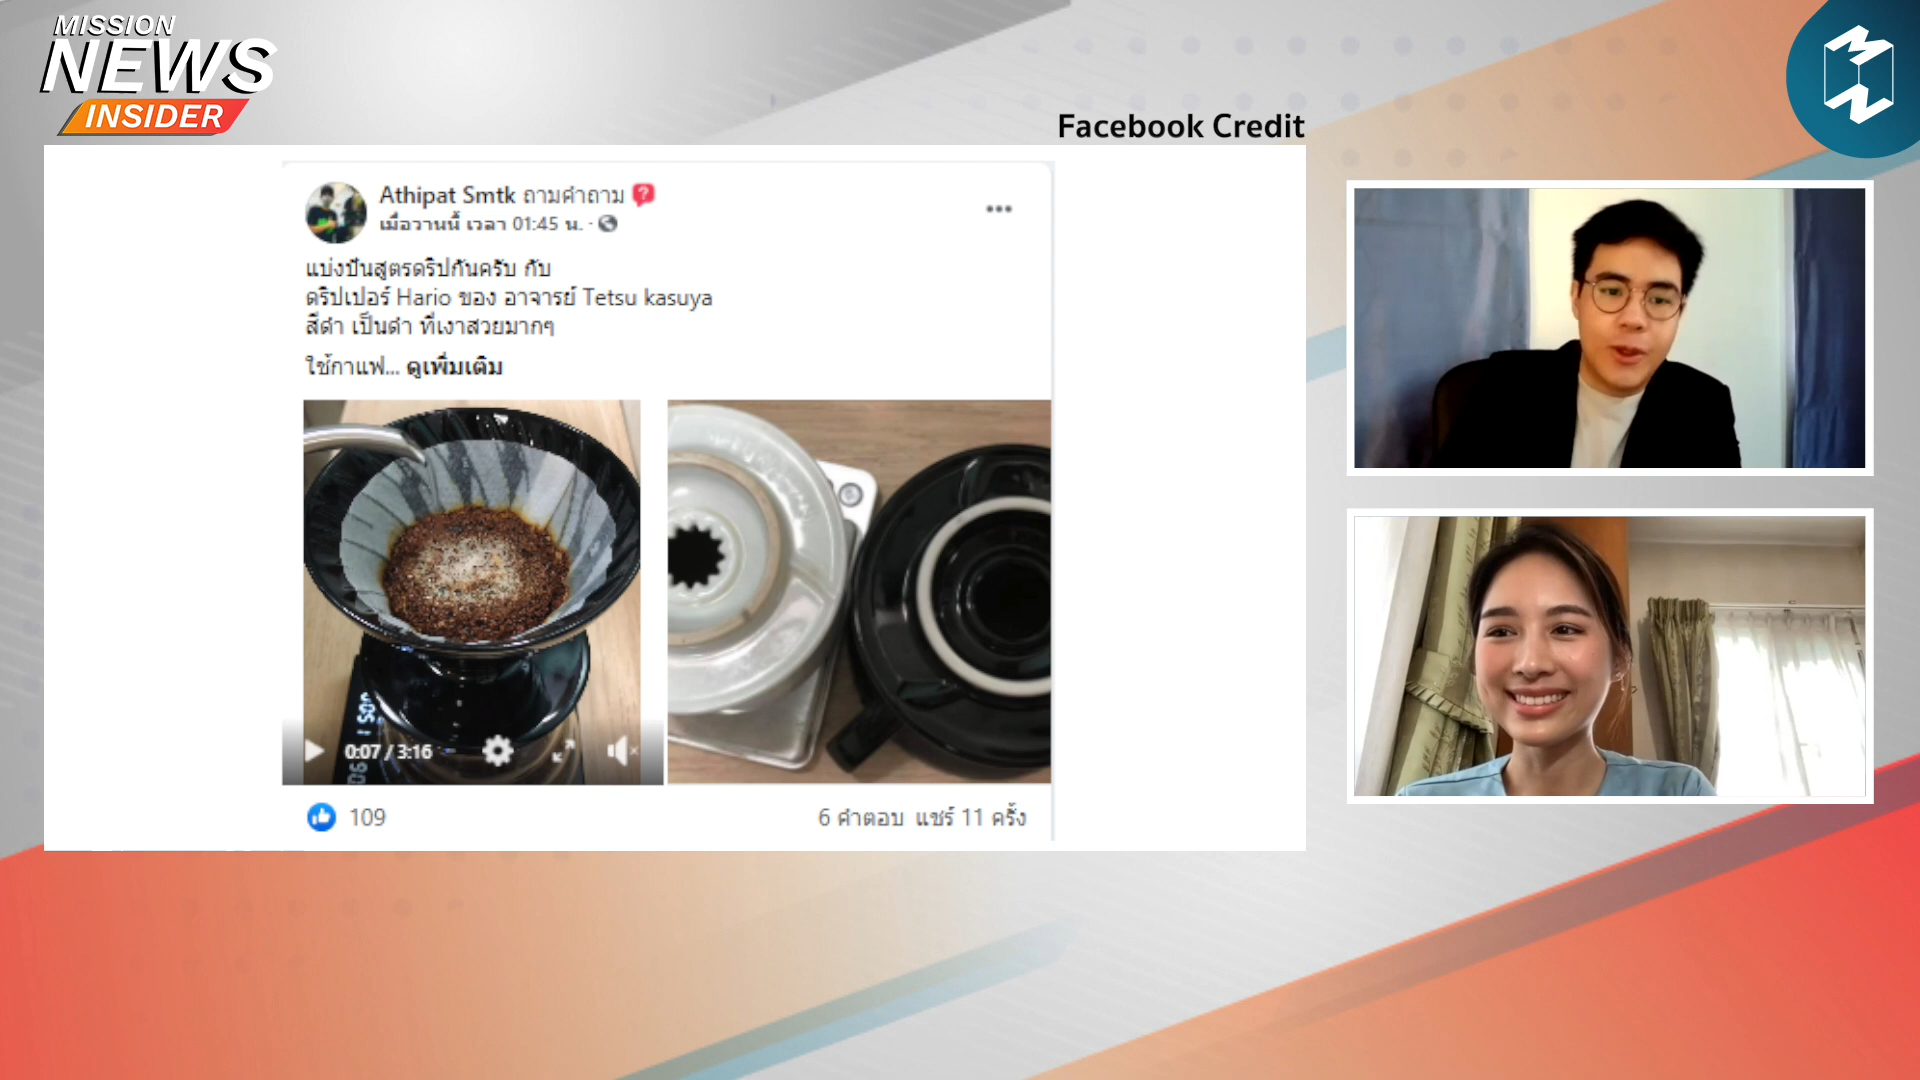 MISSION
NEWS
INSIDER
Facebook Credit
Athipat Smtk ถามคำถาม
เมื่อวานนี้ เวลา 01:45 น. ·
แบ่งปันสูตรดริปกันครับ กับ
ดริปเปอร์ Hario ของ อาจารย์ Tetsu kasuya
สีดำ เป็นดำ ที่เงาสวยมากๆ
ใช้กาแฟ... ดูเพิ่มเติม
0:07 / 3:16
109
6 คำตอบ แชร์ 11 ครั้ง